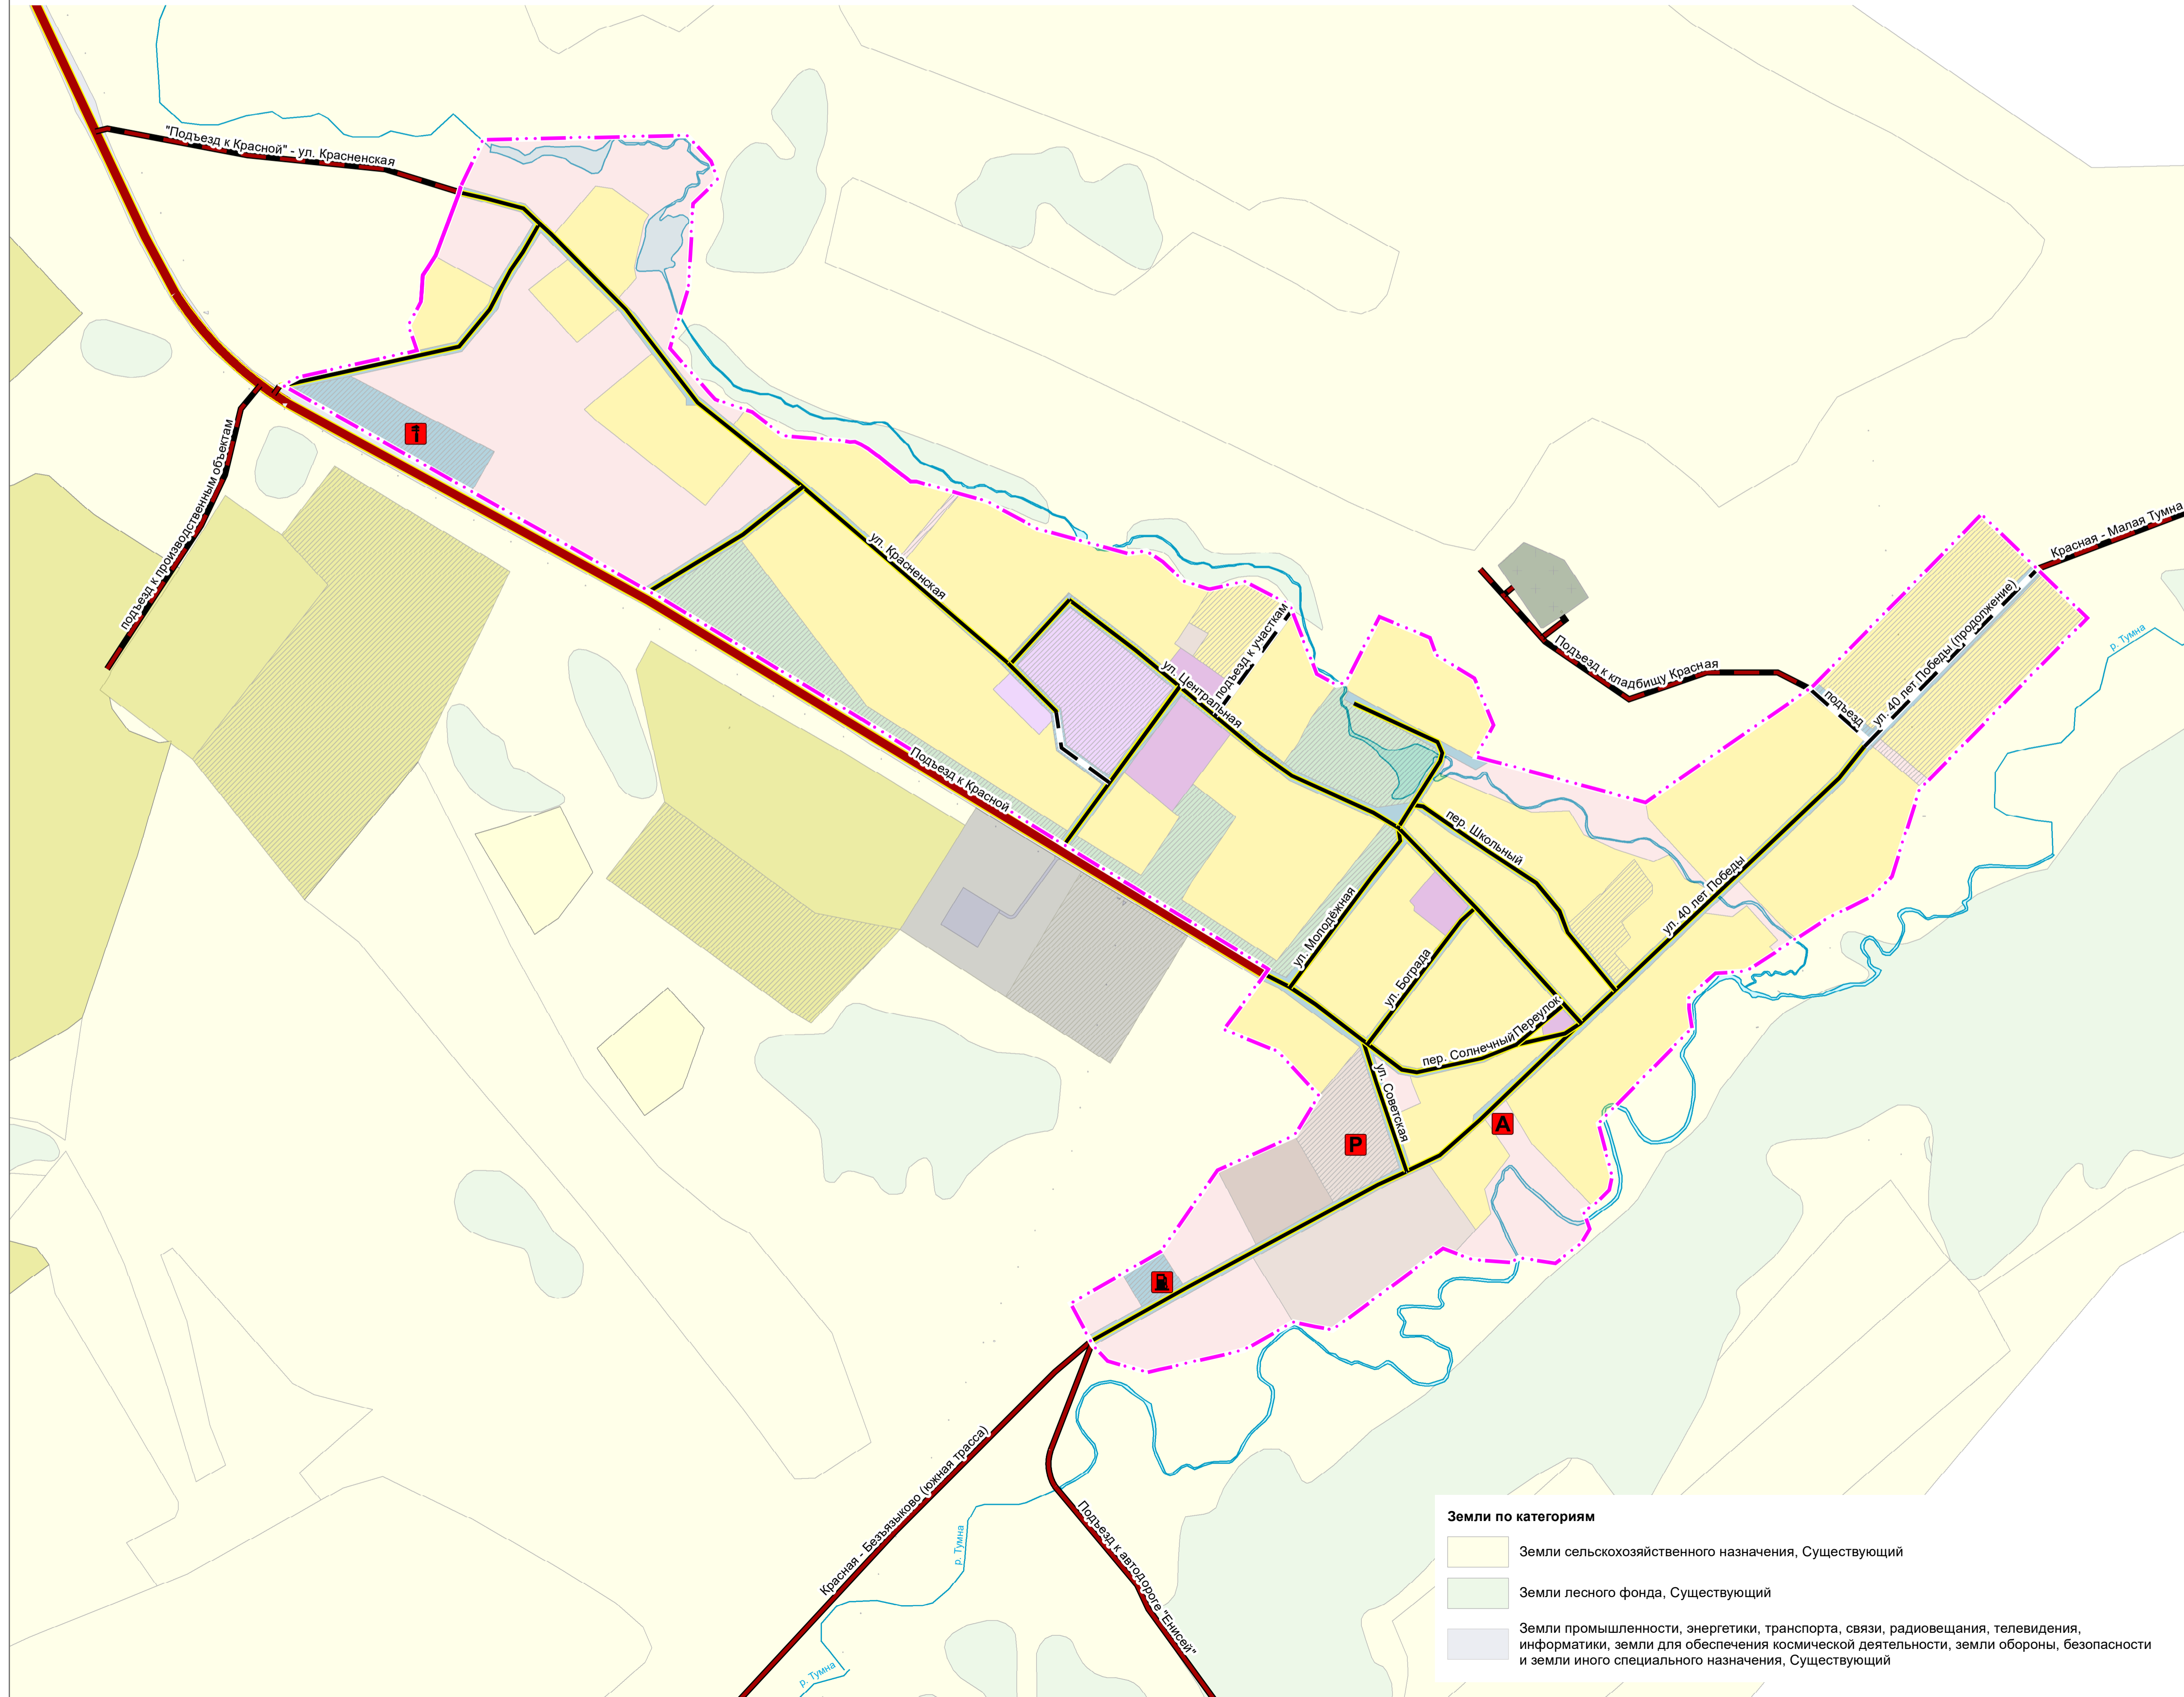 "Подъезд к Красной" - ул. Красненская
подъезд к производственным объектам
ул. Красненская
Красная - Малая Тумна
подъезд к участкам
ул. Центральная
Подъезд к кладбищу Красная
подъезд
ул. 40 лет Победы (продолжение)
р. Тумна
Подъезд к Красной
пер. Школьный
ул. 40 лет Победы
ул. Молодёжная
ул. Бограда
пер. Солнечный
Переулок
ул. Советская
А
Р
Красная - Безъязыково (южная трасса)
р. Тумна
Подъезд к автодороге "Енисей"
р. Тумна
Земли по категориям
Земли сельскохозяйственного назначения, Существующий
Земли лесного фонда, Существующий
Земли промышленности, энергетики, транспорта, связи, радиовещания, телевидения,
информатики, земли для обеспечения космической деятельности, земли обороны, безопасности
и земли иного специального назначения, Существующий